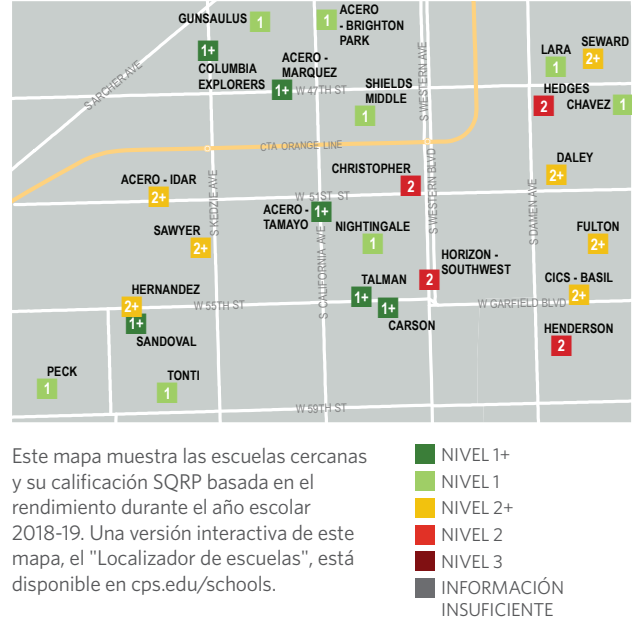 GUNSAULUS
1
1
ACERO
- BRIGHTON
PARK
1+
COLUMBIA
EXPLORERS
ACERO -
MARQUEZ
1+
S ARCHER AVE
W 47TH ST
SHIELDS
MIDDLE
1
S WESTERN AVE
LARA
1
SEWARD
2+
HEDGES
2
CHAVEZ
1
CTA ORANGE LINE
CHRISTOPHER
2
DALEY
2+
ACERO - IDAR
2+
S KEDZIE AVE
W 51ST ST
ACERO -
TAMAYO
1+
S WESTERN BLVD
S DAMEN AVE
SAWYER
2+
NIGHTINGALE
1
FULTON
2+
S CALIFORNIA AVE
HORIZON -
SOUTHWEST
2
HERNANDEZ
2+
1+
SANDOVAL
W 55TH ST
TALMAN
1+
1+
CARSON
CICS - BASIL
2+
W GARFIELD BLVD
HENDERSON
2
PECK
1
TONTI
1
W 59TH ST
Este mapa muestra las escuelas cercanas
y su calificación SQRP basada en el
rendimiento durante el año escolar
2018-19. Una versión interactiva de este
mapa, el "Localizador de escuelas", está
disponible en cps.edu/schools.
NIVEL 1+
NIVEL 1
NIVEL 2+
NIVEL 2
NIVEL 3
INFORMACIÓN
INSUFICIENTE